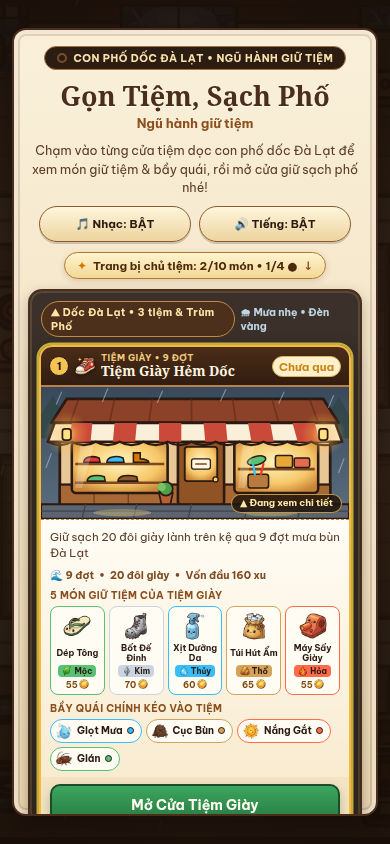 CON PHỐ DỐC ĐÀ LẠT • NGŨ HÀNH GIỮ TIỆM
Gọn Tiệm, Sạch Phố
Ngũ hành giữ tiệm
Chạm vào từng cửa tiệm dọc con phố dốc Đà Lạt để
xem món giữ tiệm & bầy quái, rồi mở cửa giữ sạch phố
nhé!
🎵 Nhạc: BẬT
🔊 Tiếng: BẬT
✦ Trang bị chủ tiệm: 2/10 món • 1/4 ● ↓
▲ Dốc Đà Lạt • 3 tiệm & Trùm
Phố
🌧 Mưa nhẹ • Đèn
vàng
1
TIỆM GIÀY • 9 ĐỢT
Tiệm Giày Hẻm Dốc
Chưa qua
▲ Đang xem chi tiết
Giữ sạch 20 đôi giày lành trên kệ qua 9 đợt mưa bùn
Đà Lạt
🌊 9 đợt • 20 đôi giày • Vốn đầu 160 xu
5 MÓN GIỮ TIỆM CỦA TIỆM GIÀY
Dép Tông
Mộc
55
Bốt Đế
Đinh
Kim
70
Xịt Dưỡng
Da
Thủy
60
Túi Hút Ẩm
Thổ
65
Máy Sấy
Giày
Hỏa
55
BẦY QUÁI CHÍNH KÉO VÀO TIỆM
Giọt Mưa
Cục Bùn
Nắng Gắt
Gián
Mở Cửa Tiệm Giày